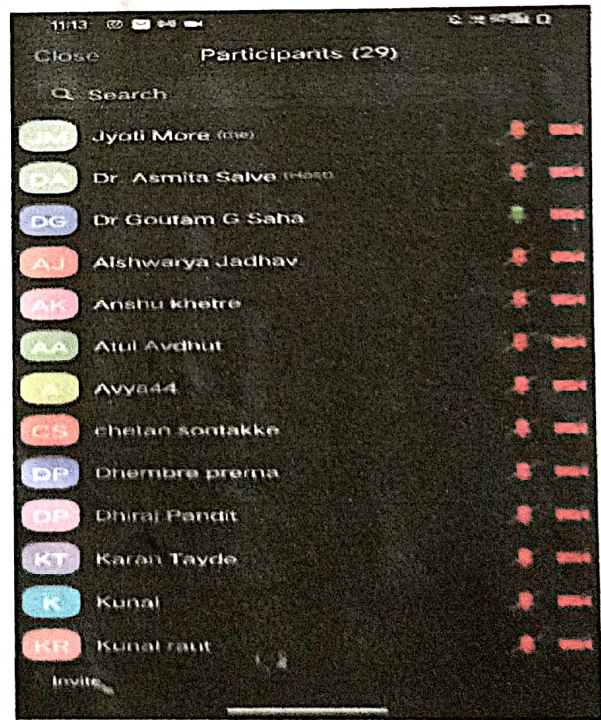 11:13
Close Participants (29)
Search
JM Jyoti More (me)
DA Dr. Asmita Salve (Host)
DG Dr Goutam G Saha
AJ Aishwarya Jadhav
AK Anshu khetre
AA Atul Avdhut
A Avya44
CS chetan sontakke
DP Dhembre prerna
DP Dhiraj Pandit
KT Karan Tayde
K Kunal
KR Kunal raut
Invite